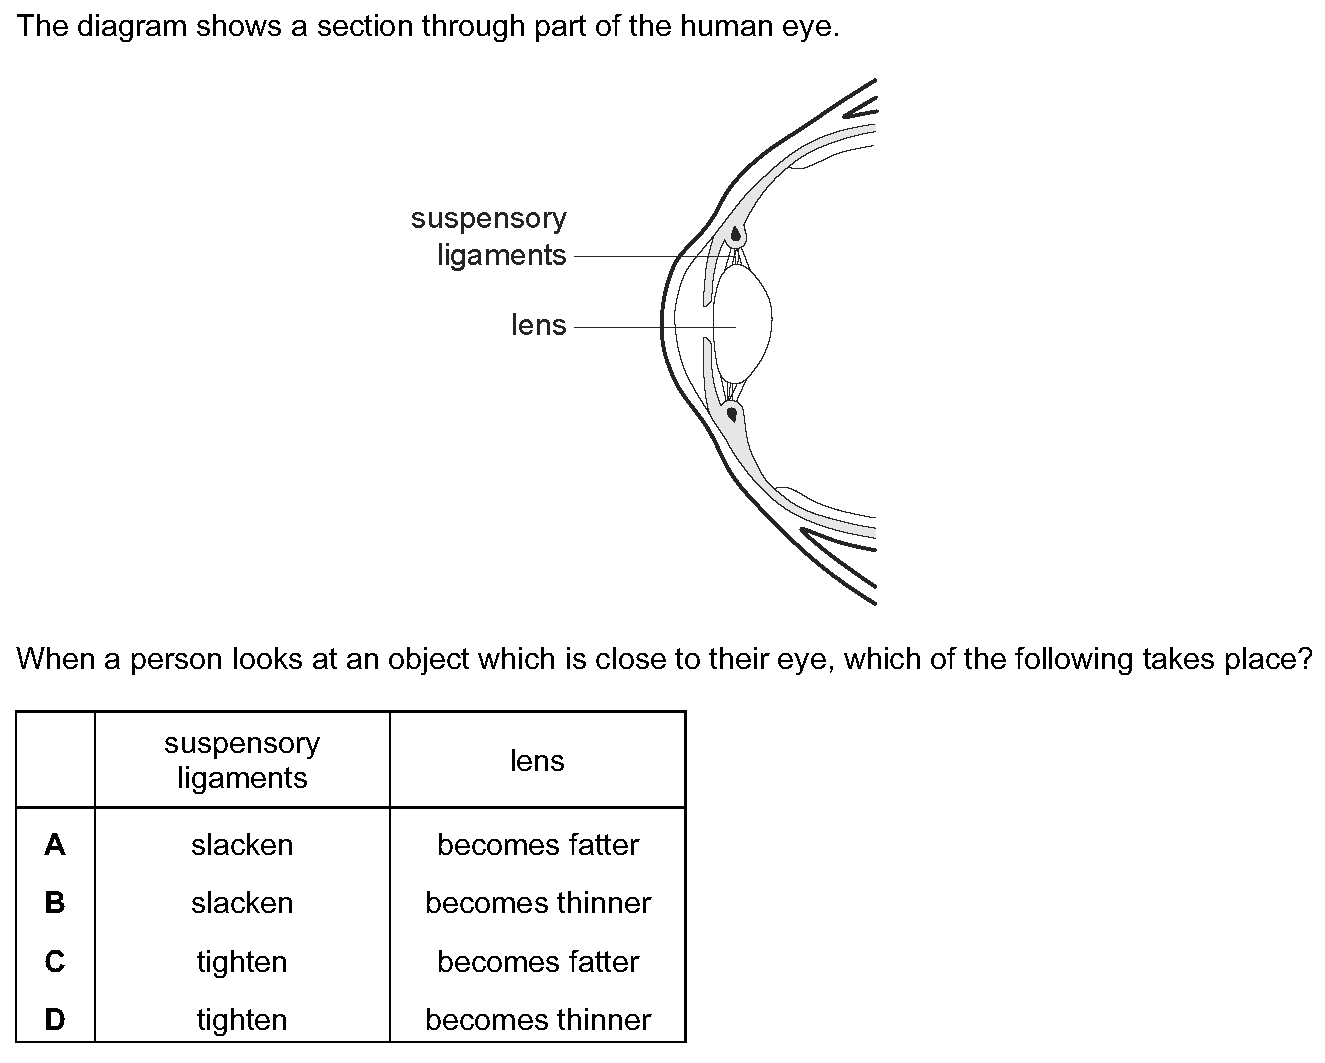 The diagram shows a section through part of the human eye.
suspensory
ligaments
lens
When a person looks at an object which is close to their eye, which of the following takes place?
suspensory
ligaments
lens
A slacken becomes fatter
B slacken becomes thinner
C tighten becomes fatter
D tighten becomes thinner